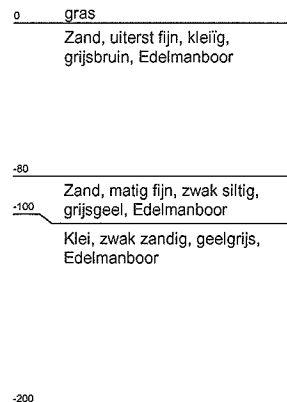 0 gras
Zand, uiterst fijn, kleiïg,
grijsbruin, Edelmanboor
-80
Zand, matig fijn, zwak siltig,
-100 grijsgeel, Edelmanboor
Klei, zwak zandig, geelgrijs,
Edelmanboor
-200